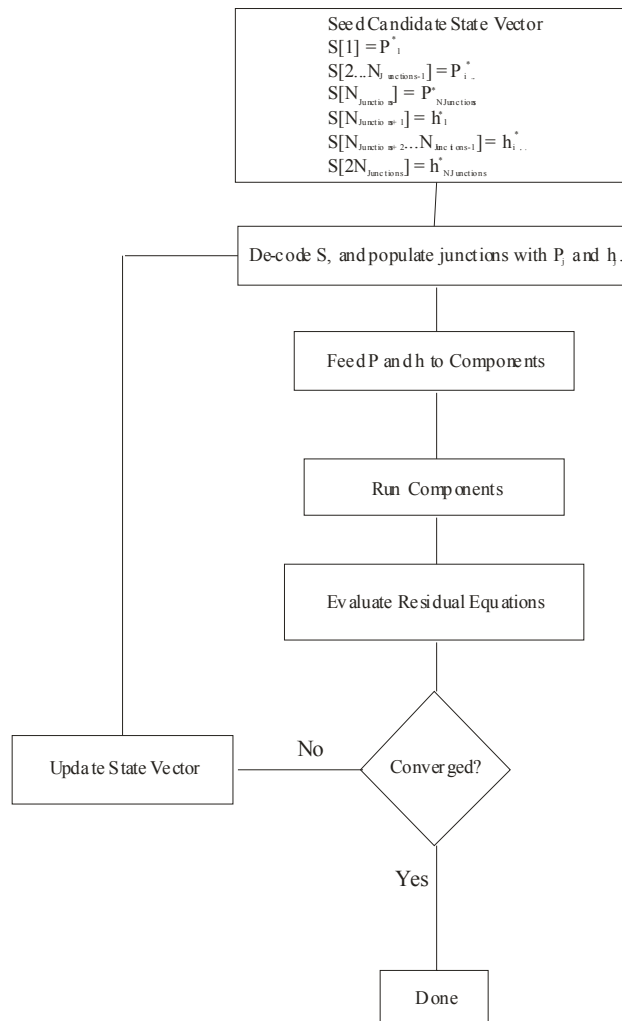 Seed Candidate State Vector
S[1] = P*1
S[2...NJunctions-1] = P*i..
S[NJunctions] = P*NJunctions
S[NJunctions+1] = h*1
S[NJunctions+2...NJunctions-1] = h*i..
S[2NJunctions] = h*NJunctions
De-code S, and populate junctions with Pj and hj.
Feed P and h to Components
Run Components
Evaluate Residual Equations
Update State Vector
No
Converged?
Yes
Done